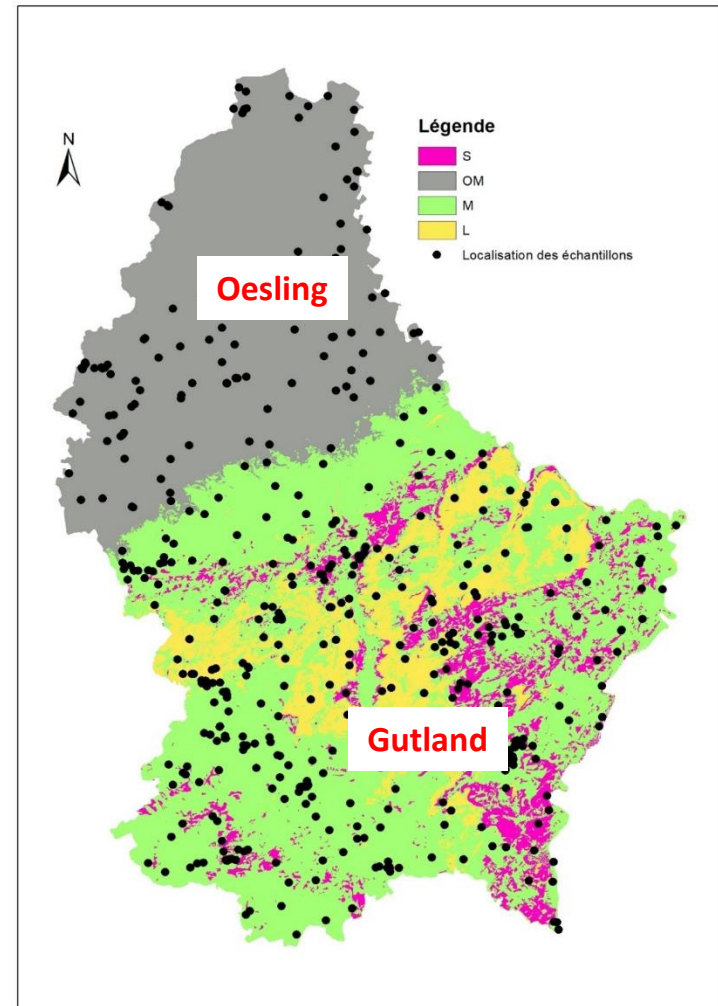 N
Légende
S
OM
M
L
Localisation des échantillons
Oesling
Gutland